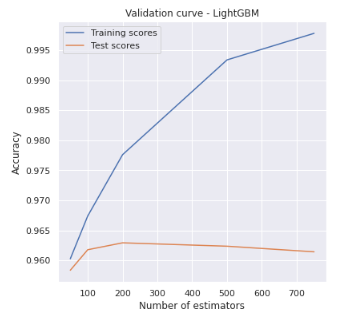 Validation curve - LightGBM
Training scores
Test scores
0.995
0.990
0.985
0.980
0.975
0.970
0.965
0.960
Accuracy
100 200 300 400 500 600 700
Number of estimators